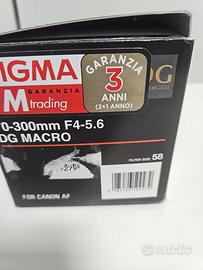 IGMA
GARANZIA
M
trading
GARANZIA
3
ANNI
(2+1 ANNO)
DG
DIGITAL
0-300mm F4-5.6
DG MACRO
FILTER SIZE 58
FOR CANON AF
Subito